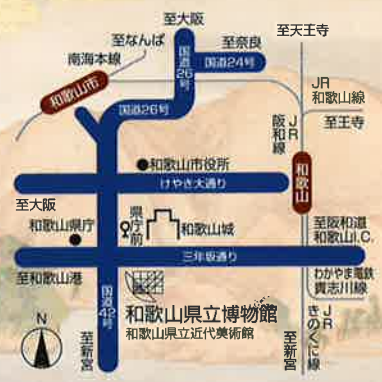 至大阪
至天王寺
至なんば
至奈良
南海本線
国道26号
国道24号
和歌山市
国道26号
JR
和歌山線
JR
阪和線
至王寺
和歌山市役所
けやき大通り
和歌山
至大阪
和歌山県庁
県庁前
和歌山城
至阪和道
和歌山I.C.
三年坂通り
至和歌山港
わかやま電鉄
貴志川線
国道42号
和歌山県立博物館
和歌山県立近代美術館
N
至新宮
至新宮
JR
きのくに線